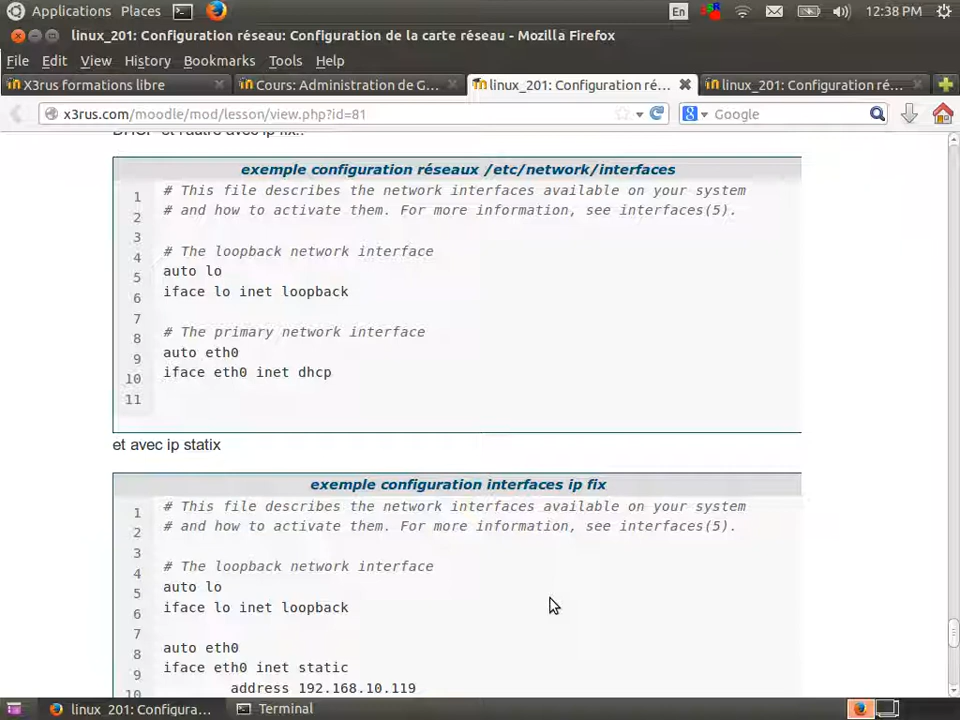 Applications Places En 12:38 PM
linux_201: Configuration réseau: Configuration de la carte réseau - Mozilla Firefox
File Edit View History Bookmarks Tools Help
X3rus formations libre Cours: Administration de G... linux_201: Configuration ré... linux_201: Configuration ré...
x3rus.com/moodle/mod/lesson/view.php?id=81 Google
DHCP et l'autre avec ip fix..
exemple configuration réseaux /etc/network/interfaces
1 # This file describes the network interfaces available on your system
2 # and how to activate them. For more information, see interfaces(5).
3
4 # The loopback network interface
5 auto lo
6 iface lo inet loopback
7
8 # The primary network interface
9 auto eth0
10 iface eth0 inet dhcp
11
et avec ip statix
exemple configuration interfaces ip fix
1 # This file describes the network interfaces available on your system
2 # and how to activate them. For more information, see interfaces(5).
3
4 # The loopback network interface
5 auto lo
6 iface lo inet loopback
7
8 auto eth0
9 iface eth0 inet static
10 address 192.168.10.119
linux_201: Configura... Terminal